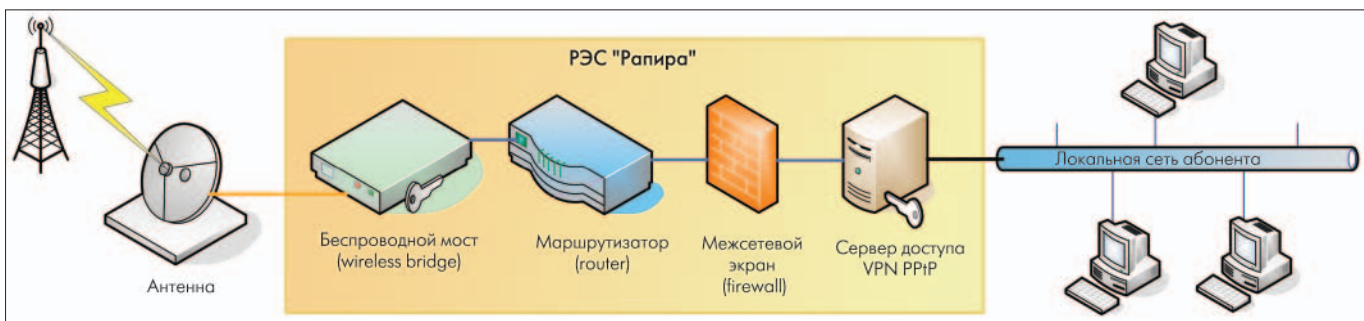 РЭС "Рапира"
Антенна
Беспроводной мост
(wireless bridge)
Маршрутизатор
(router)
Межсетевой
экран
(firewall)
Сервер доступа
VPN PPtP
Локальная сеть абонента